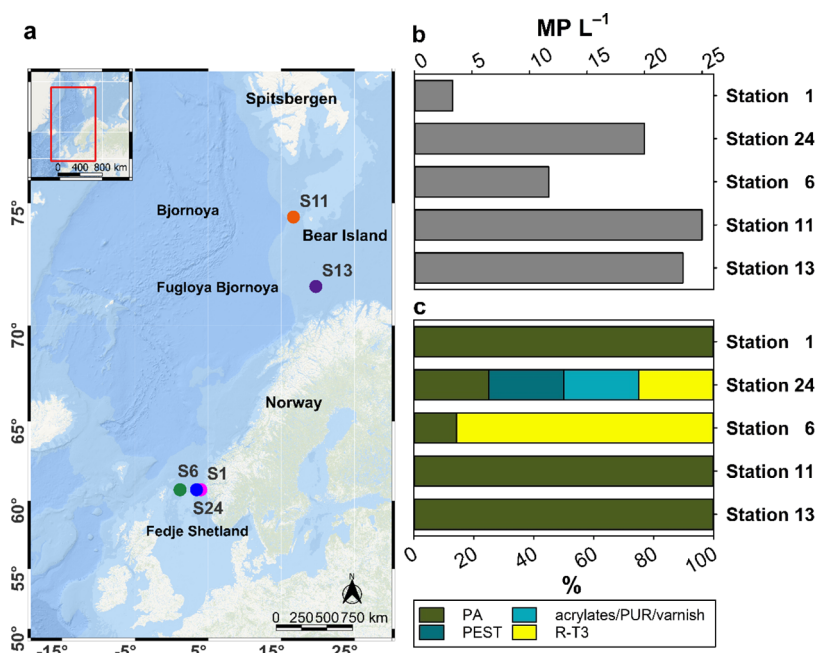 a
Spitsbergen
0 400 800 km
75°
Bjornoya
S11
Bear Island
S13
Fugloya Bjornoya
70°
Norway
65°
S6 S1
S24
60°
Fedje Shetland
55°
N
0 250 500 750 km
50°
-15° -5° 5° 15° 25°
b
MP L⁻¹
0 5 10 15 20 25
Station 1
Station 24
Station 6
Station 11
Station 13
c
Station 1
Station 24
Station 6
Station 11
Station 13
0 20 40 60 80 100
%
PA acrylates/PUR/varnish
PEST R-T3